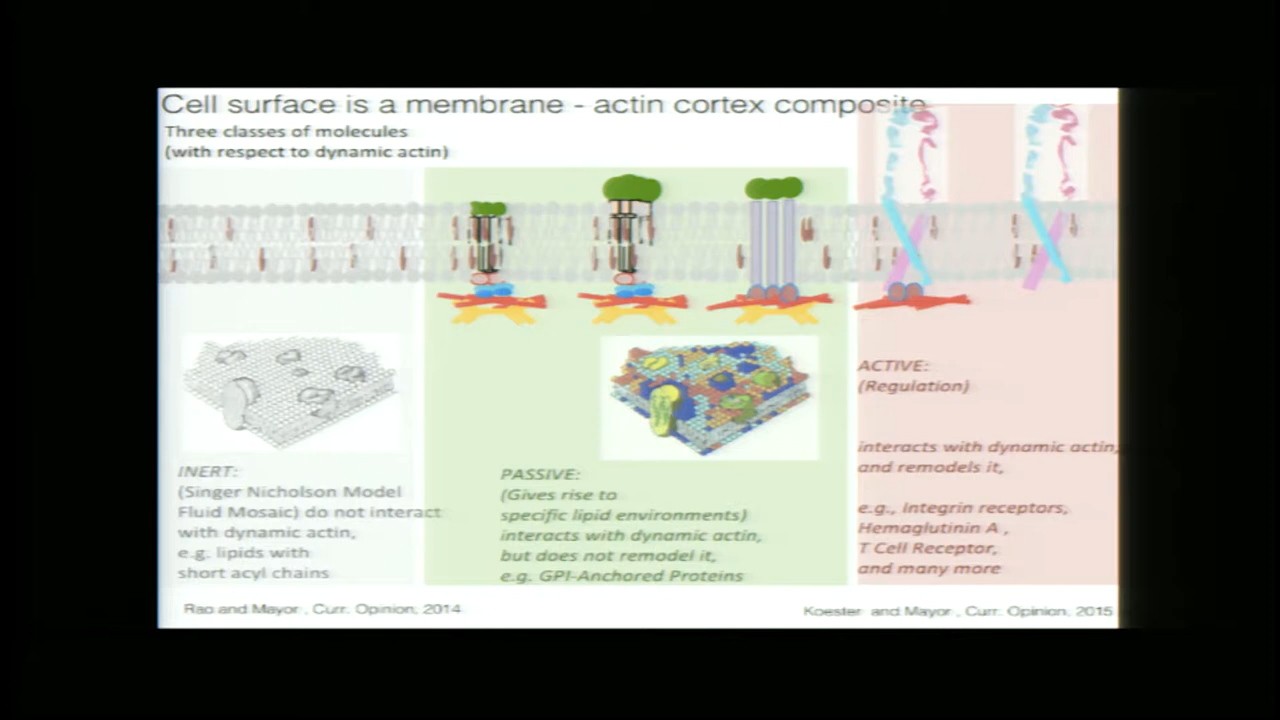 Cell surface is a membrane - actin cortex composite
Three classes of molecules
(with respect to dynamic actin)
INERT:
(Singer Nicholson Model
Fluid Mosaic) do not interact
with dynamic actin,
e.g. lipids with
short acyl chains
PASSIVE:
(Gives rise to
specific lipid environments)
interacts with dynamic actin,
but does not remodel it,
e.g. GPI-Anchored Proteins
ACTIVE:
(Regulation)
interacts with dynamic actin,
and remodels it,
e.g., Integrin receptors,
Hemaglutinin A ,
T Cell Receptor,
and many more
Rao and Mayor , Curr. Opinion, 2014
Koester and Mayor , Curr. Opinion, 2015